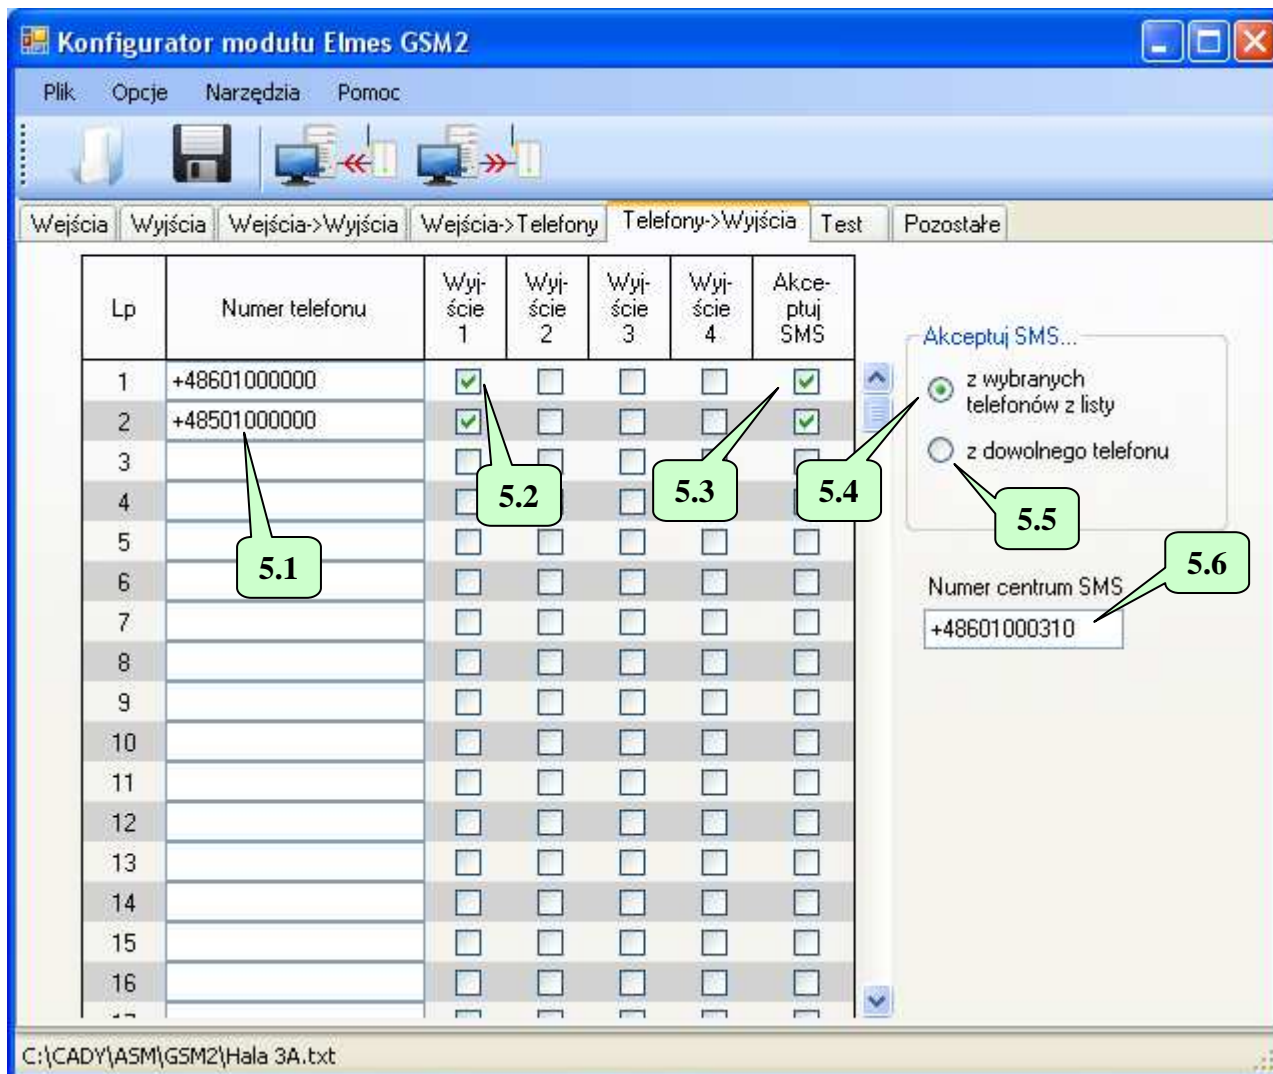 Konfigurator modułu Elmes GSM2
Plik Opcje Narzędzia Pomoc
Wejścia Wyjścia Wejścia->Wyjścia Wejścia->Telefony Telefony->Wyjścia Test Pozostałe
Lp
Numer telefonu
Wyj-
ście
1
Wyj-
ście
2
Wyj-
ście
3
Wyj-
ście
4
Akce-
ptuj
SMS
1 +48601000000
2 +48501000000
3
4
5
6
7
8
9
10
11
12
13
14
15
16
17
5.1
5.2
5.3
5.4
5.5
5.6
Akceptuj SMS...
z wybranych
telefonów z listy
z dowolnego telefonu
Numer centrum SMS
+48601000310
C:\CADY\ASM\GSM2\Hala 3A.txt